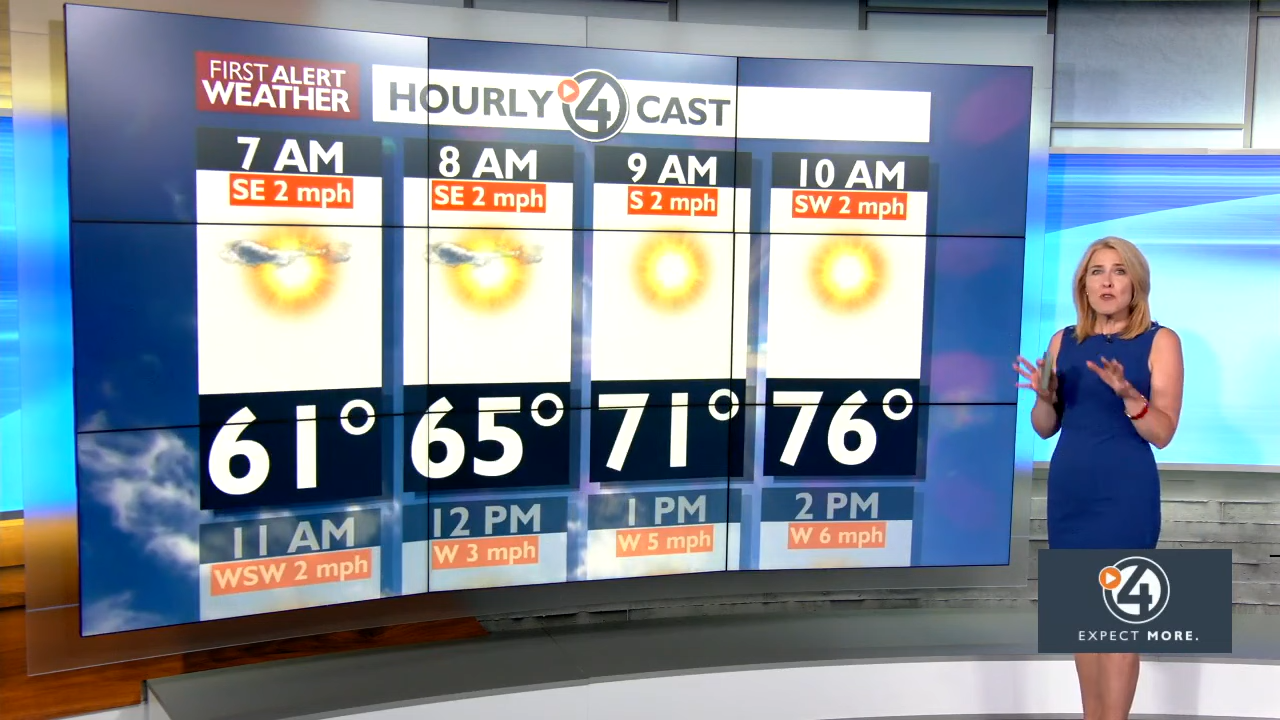 FIRST ALERT
WEATHER
HOURLY 4 CAST
7 AM
SE 2 mph
61°
8 AM
SE 2 mph
65°
9 AM
S 2 mph
71°
10 AM
SW 2 mph
76°
11 AM
WSW 2 mph
12 PM
W 3 mph
1 PM
W 5 mph
2 PM
W 6 mph
4
EXPECT MORE.